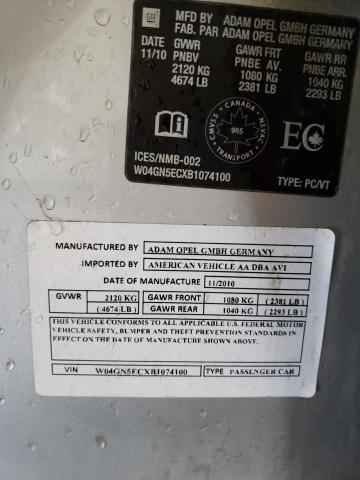 GM
MFD. BY ADAM OPEL GMBH GERMANY
FAB. PAR ADAM OPEL GMBH GERMANY
DATE GVWR GAWR FRT GAWR RR
11/10 PNBV PNBE AV. PNBE ARR.
2120 KG 1080 KG 1040 KG
4674 LB 2381 LB 2293 LB
CANADA
CMVSS 985 NSVAC
TRANSPORT
EC
ICES/NMB-002
W04GN5ECXB1074100 TYPE: PC/VT
MANUFACTURED BY ADAM OPEL GMBH GERMANY
IMPORTED BY AMERICAN VEHICLE AA DBA AVI
DATE OF MANUFACTURE 11/2010
GVWR 2120 KG GAWR FRONT 1080 KG (2381 LB)
(4674 LB) GAWR REAR 1040 KG (2293 LB)
THIS VEHICLE CONFORMS TO ALL APPLICABLE U.S. FEDERAL MOTOR
VEHICLE SAFETY, BUMPER AND THEFT PREVENTION STANDARDS IN
EFFECT ON THE DATE OF MANUFACTURE SHOWN ABOVE.
VIN W04GN5ECXB1074100 TYPE PASSENGER CAR